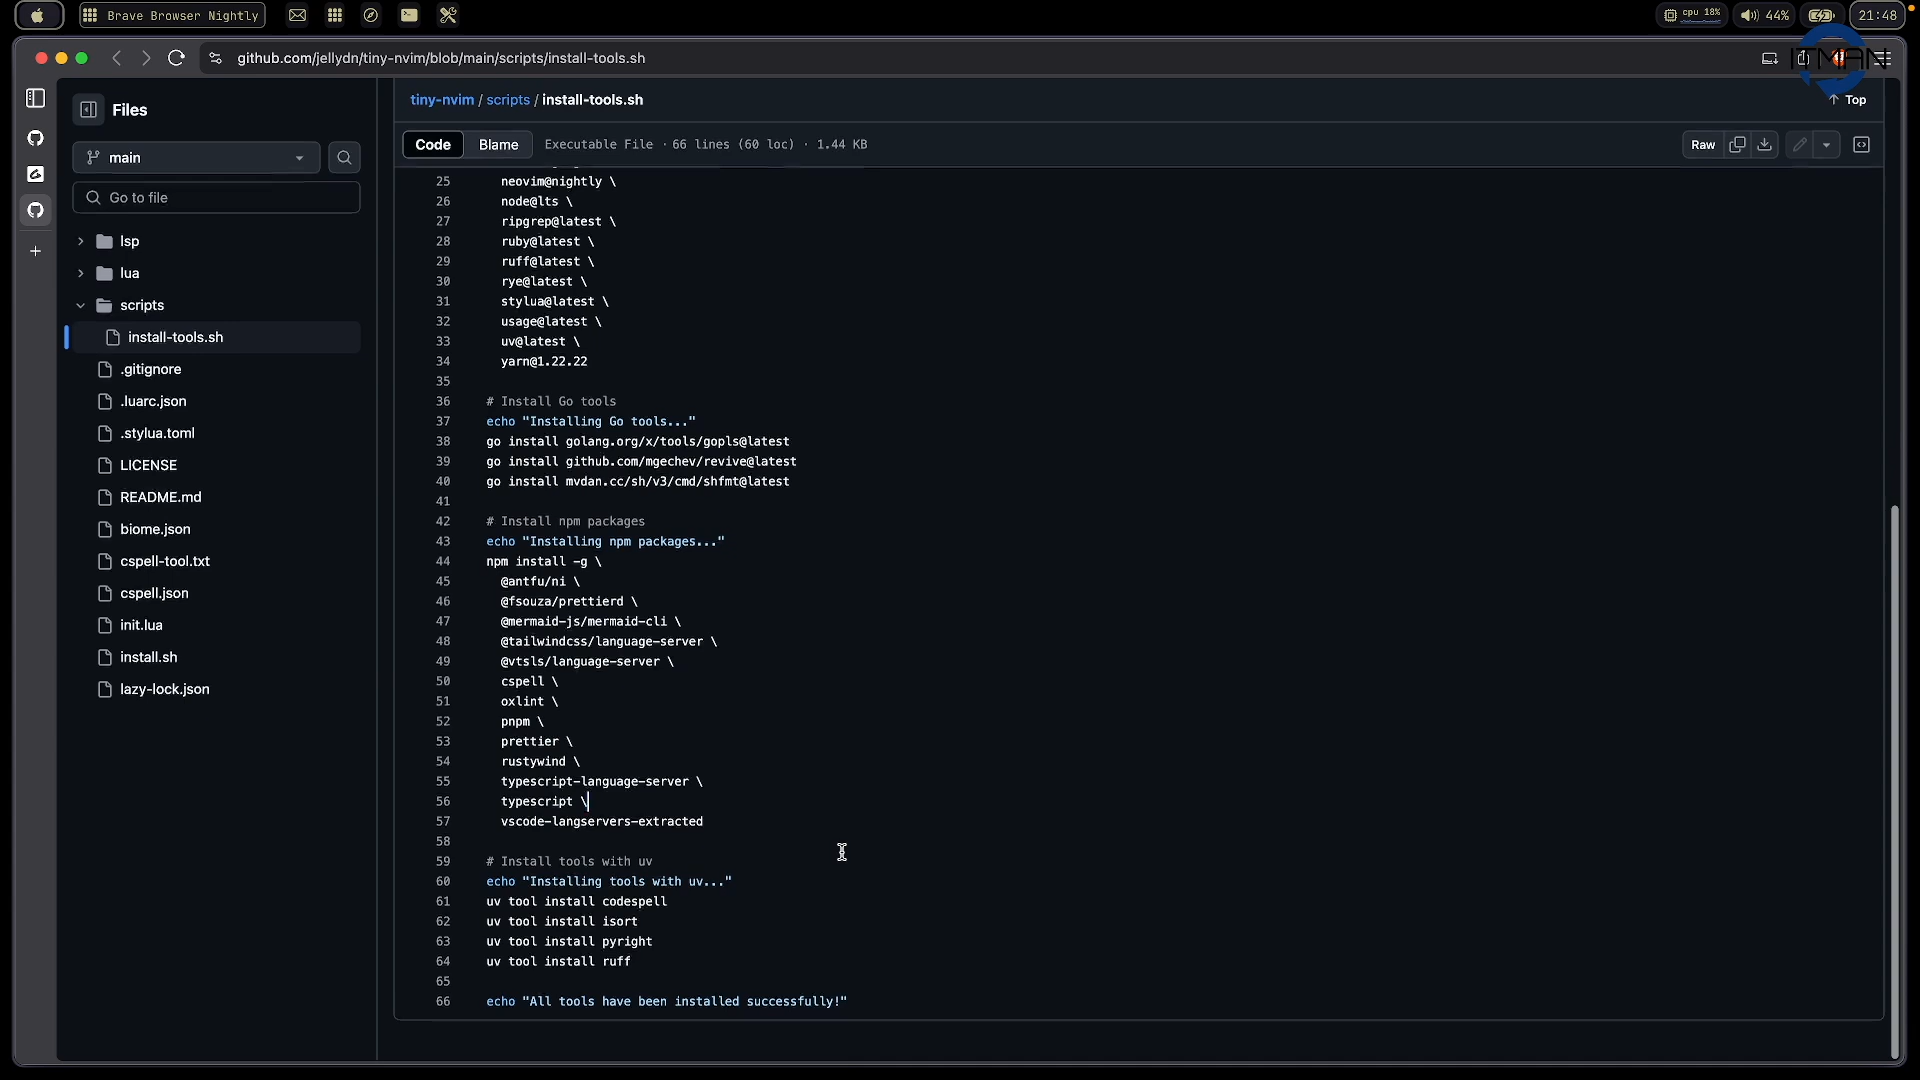 Brave Browser Nightly
cpu 18%
44%
21:48
github.com/jellydn/tiny-nvim/blob/main/scripts/install-tools.sh
ITMAN
Files
tiny-nvim / scripts / install-tools.sh
Top
main
Code
Blame
Executable File · 66 lines (60 loc) · 1.44 KB
Raw
Go to file
lsp
lua
scripts
install-tools.sh
.gitignore
.luarc.json
.stylua.toml
LICENSE
README.md
biome.json
cspell-tool.txt
cspell.json
init.lua
install.sh
lazy-lock.json
25 neovim@nightly \
26 node@lts \
27 ripgrep@latest \
28 ruby@latest \
29 ruff@latest \
30 rye@latest \
31 stylua@latest \
32 usage@latest \
33 uv@latest \
34 yarn@1.22.22
35
36 # Install Go tools
37 echo "Installing Go tools..."
38 go install golang.org/x/tools/gopls@latest
39 go install github.com/mgechev/revive@latest
40 go install mvdan.cc/sh/v3/cmd/shfmt@latest
41
42 # Install npm packages
43 echo "Installing npm packages..."
44 npm install -g \
45 @antfu/ni \
46 @fsouza/prettierd \
47 @mermaid-js/mermaid-cli \
48 @tailwindcss/language-server \
49 @vtsls/language-server \
50 cspell \
51 oxlint \
52 pnpm \
53 prettier \
54 rustywind \
55 typescript-language-server \
56 typescript \
57 vscode-langservers-extracted
58
59 # Install tools with uv
60 echo "Installing tools with uv..."
61 uv tool install codespell
62 uv tool install isort
63 uv tool install pyright
64 uv tool install ruff
65
66 echo "All tools have been installed successfully!"